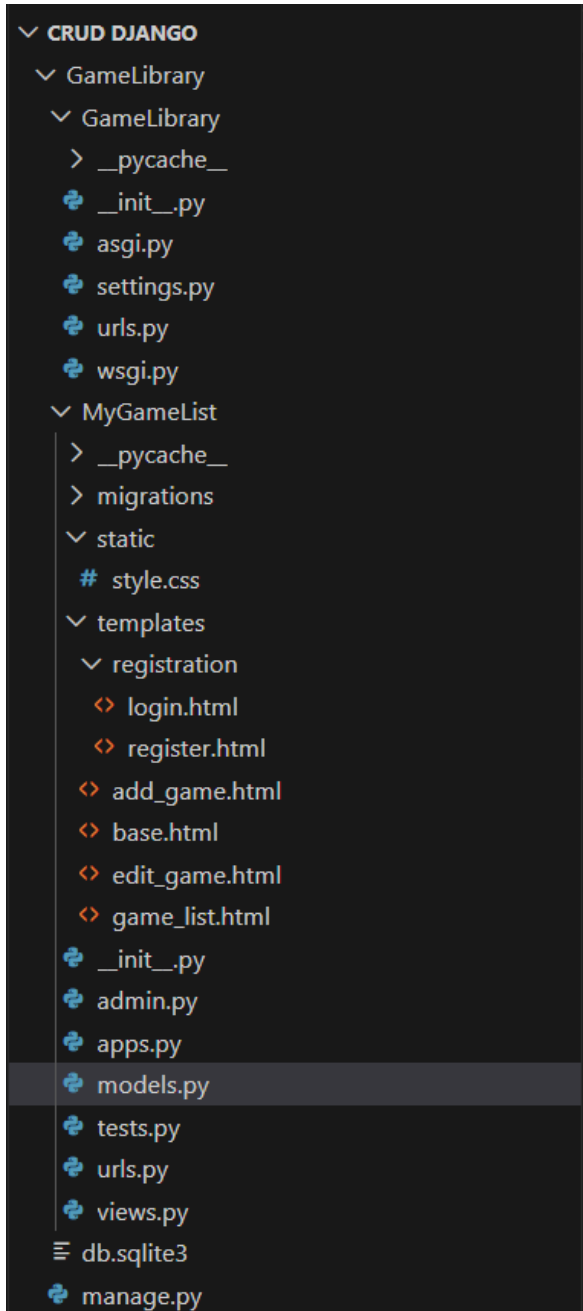 CRUD DJANGO
GameLibrary
GameLibrary
__pycache__
__init__.py
asgi.py
settings.py
urls.py
wsgi.py
MyGameList
__pycache__
migrations
static
# style.css
templates
registration
<> login.html
<> register.html
<> add_game.html
<> base.html
<> edit_game.html
<> game_list.html
__init__.py
admin.py
apps.py
models.py
tests.py
urls.py
views.py
db.sqlite3
manage.py